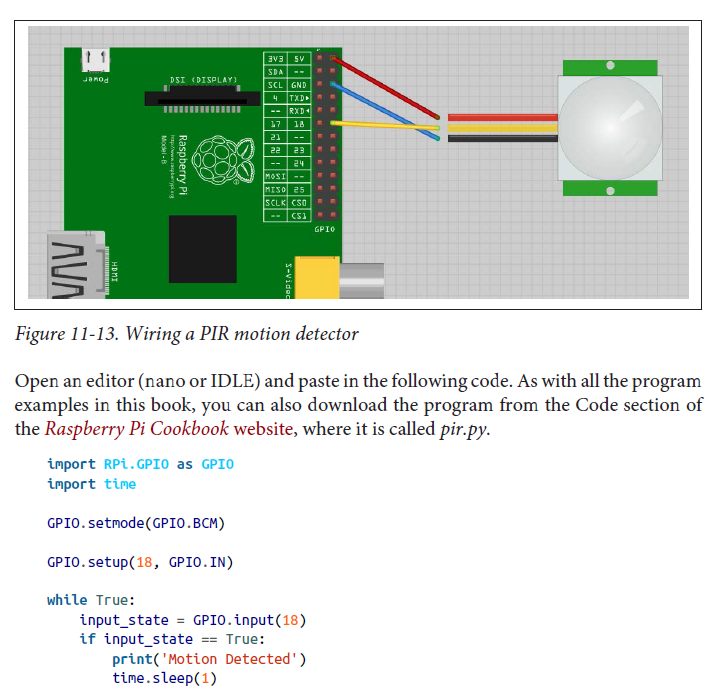 Power
DSI (DISPLAY)
3V3 5V
SDA --
SCL GND
4 TXD
-- RXD
17 18
21 --
22 23
-- 24
MOSI --
MISO 25
SCLK CS0
-- CS1
GPIO
Raspberry Pi
Model - B
http://www.raspberrypi.org
HDMI
S-Video
Figure 11-13. Wiring a PIR motion detector
Open an editor (nano or IDLE) and paste in the following code. As with all the program
examples in this book, you can also download the program from the Code section of
the Raspberry Pi Cookbook website, where it is called pir.py.
import RPi.GPIO as GPIO
import time
GPIO.setmode(GPIO.BCM)
GPIO.setup(18, GPIO.IN)
while True:
    input_state = GPIO.input(18)
    if input_state == True:
        print('Motion Detected')
        time.sleep(1)